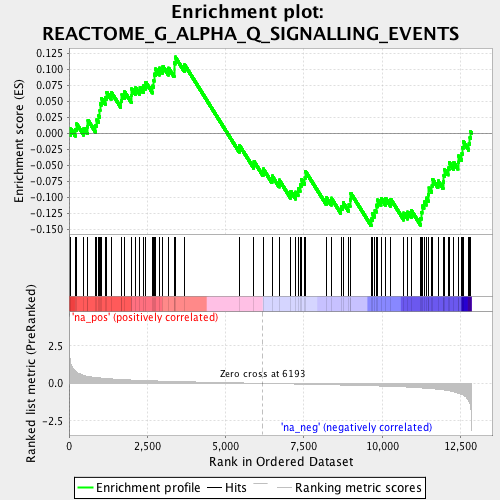 Enrichment plot:
REACTOME_G_ALPHA_Q_SIGNALLING_EVENTS
Enrichment score (ES)
0.125
0.100
0.075
0.050
0.025
0.000
-0.025
-0.050
-0.075
-0.100
-0.125
-0.150
'na_pos' (positively correlated)
Ranked list metric (PreRanked)
2.5
0.0
-2.5
Zero cross at 6193
'na_neg' (negatively correlated)
0
2,500
5,000
7,500
10,000
12,500
Rank in Ordered Dataset
Enrichment profile
Hits
Ranking metric scores